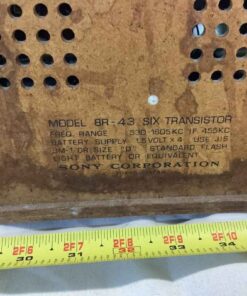 MODEL 6R-43 SIX TRANSISTOR
FREQ. RANGE 530-1605KC IF 455KC
BATTERY SUPPLY 1.5 VOLT × 4 USE J.I.S
UM-1 OR SIZE "D" STANDARD FLASH
LIGHT BATTERY OR EQUIVALENT.
SONY CORPORATION
2F6 2F7 2F8 2F9 2F10
30 31 32 33 34